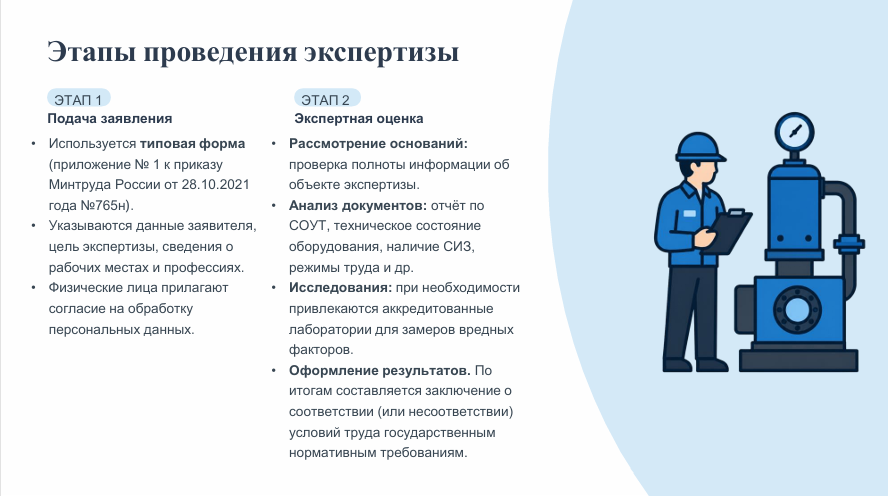 Этапы проведения экспертизы
ЭТАП 1
Подача заявления
• Используется типовая форма
(приложение № 1 к приказу
Минтруда России от 28.10.2021
года №765н).
• Указываются данные заявителя,
цель экспертизы, сведения о
рабочих местах и профессиях.
• Физические лица прилагают
согласие на обработку
персональных данных.
ЭТАП 2
Экспертная оценка
• Рассмотрение оснований:
проверка полноты информации об
объекте экспертизы.
• Анализ документов: отчёт по
СОУТ, техническое состояние
оборудования, наличие СИЗ,
режимы труда и др.
• Исследования: при необходимости
привлекаются аккредитованные
лаборатории для замеров вредных
факторов.
• Оформление результатов. По
итогам составляется заключение о
соответствии (или несоответствии)
условий труда государственным
нормативным требованиям.